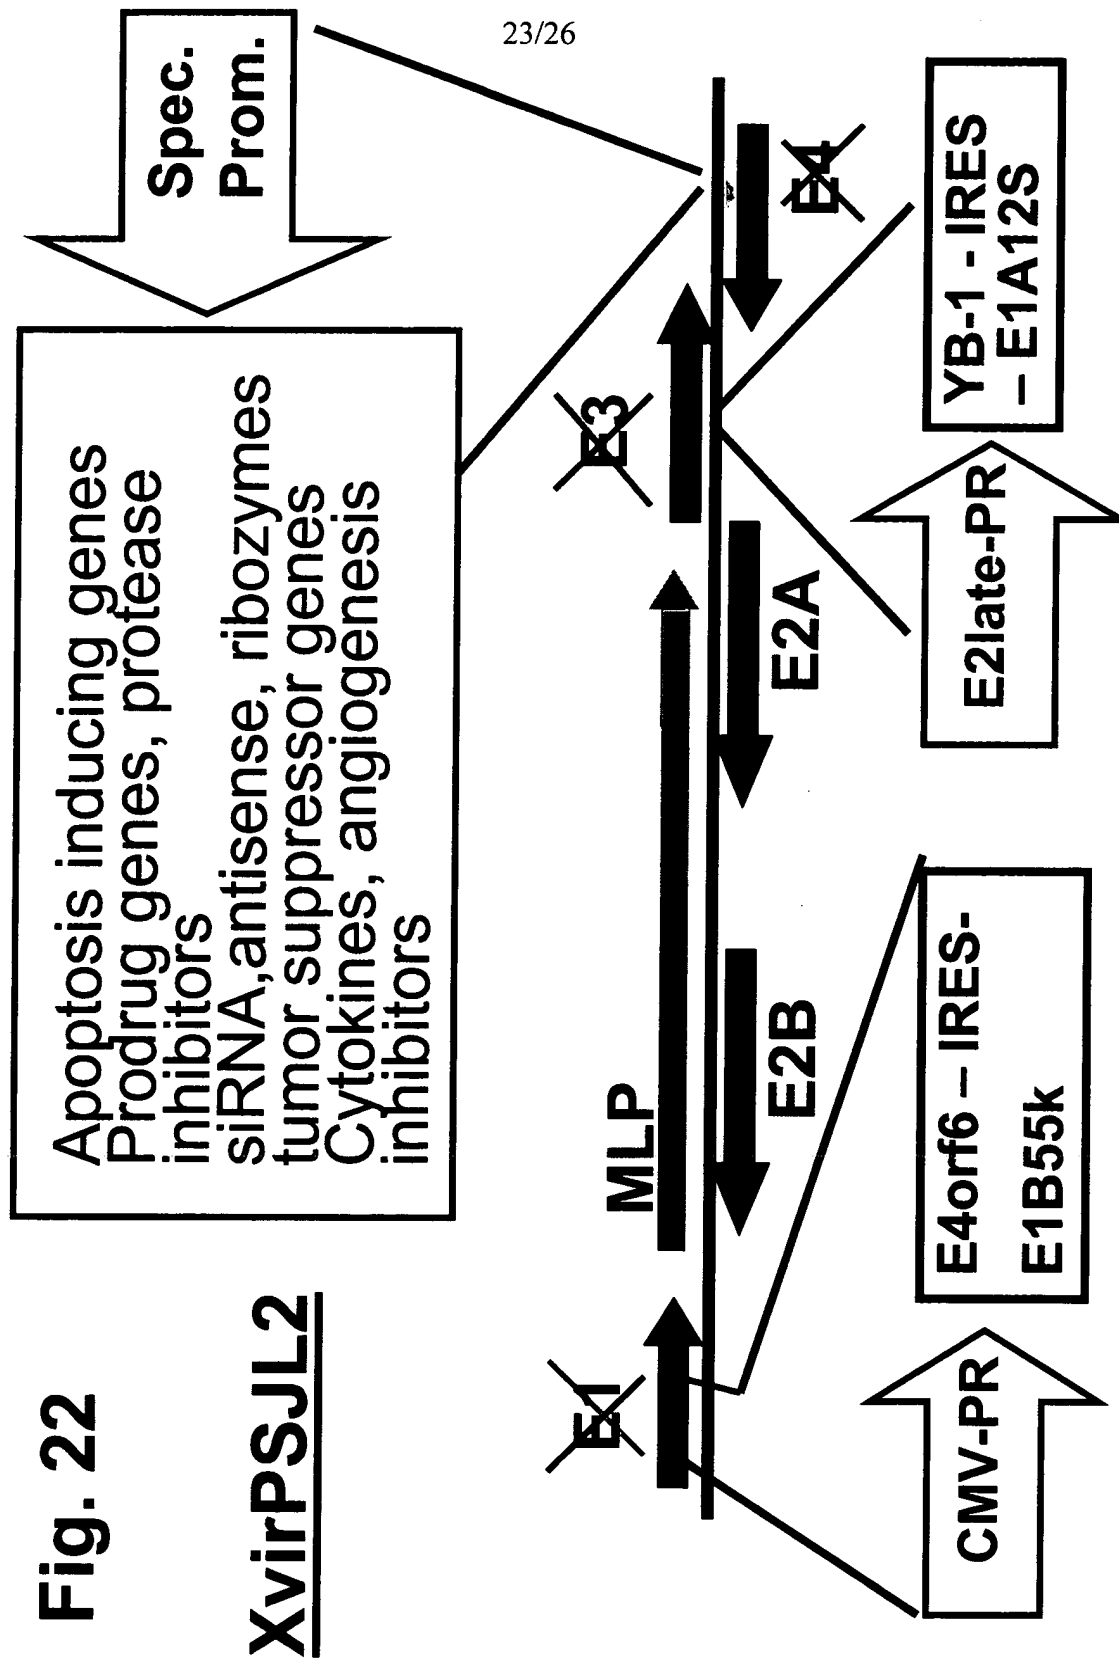 23/26
Fig. 22
XvirPSJL2
Apoptosis inducing genes
Prodrug genes, protease
inhibitors
siRNA,antisense, ribozymes
tumor suppressor genes
Cytokines, angiogenesis
inhibitors
Spec.
Prom.
E1
MLP
E3
E2B
E2A
E4
CMV-PR
E4orf6 – IRES-
E1B55k
E2late-PR
YB-1 - IRES
– E1A12S